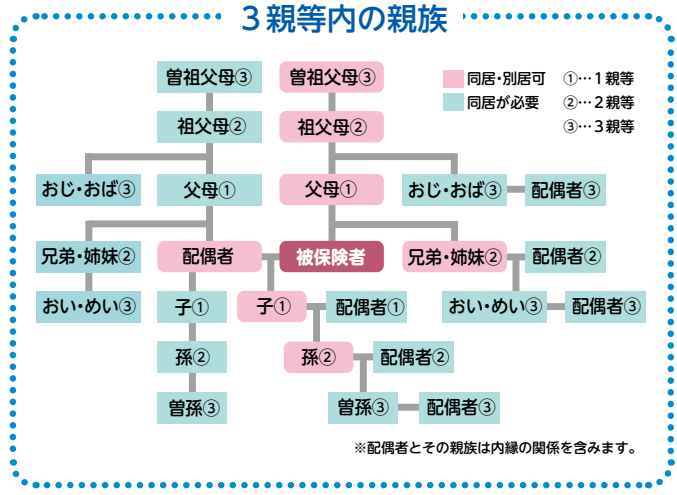 ３親等内の親族
曽祖父母③ 曽祖父母③ 同居・別居可 ①…１親等
同居が必要 ②…２親等
祖父母② 祖父母② ③…３親等
おじ・おば③ 父母① 父母① おじ・おば③ 配偶者③
兄弟・姉妹② 配偶者 被保険者 兄弟・姉妹② 配偶者②
おい・めい③ 子① 子① 配偶者① おい・めい③ 配偶者③
孫② 孫② 配偶者②
曽孫③ 曽孫③ 配偶者③
※配偶者とその親族は内縁の関係を含みます。